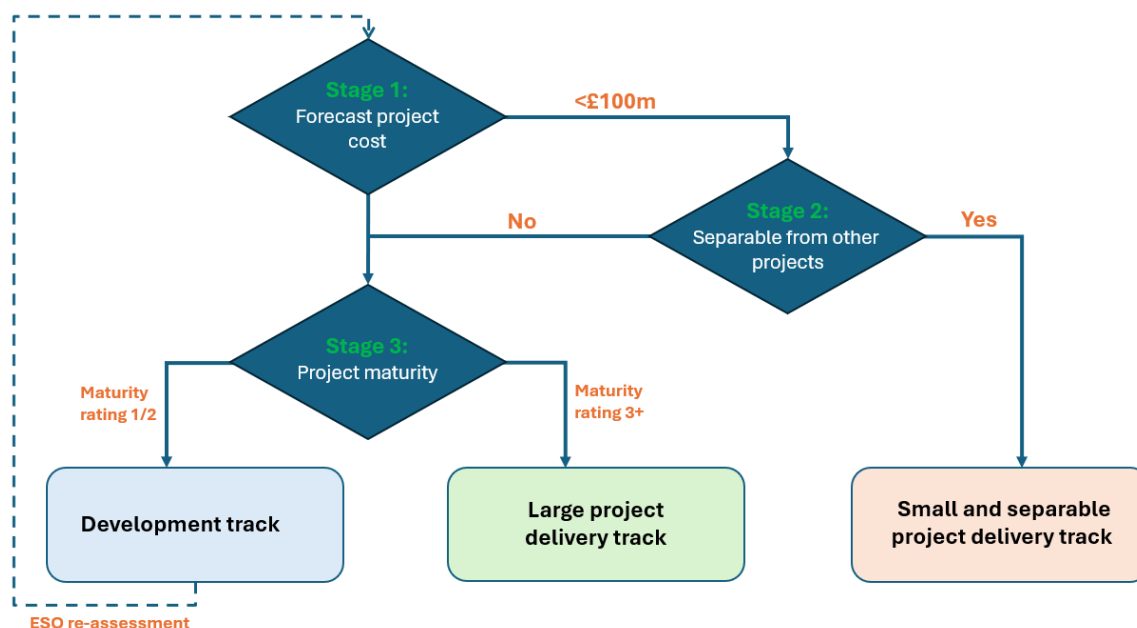 Stage 1:
Forecast project
cost
<£100m
Stage 2:
Separable from other
projects
No
Yes
Stage 3:
Project maturity
Maturity
rating 1/2
Maturity
rating 3+
Development track
Large project
delivery track
Small and separable
project delivery track
ESO re-assessment